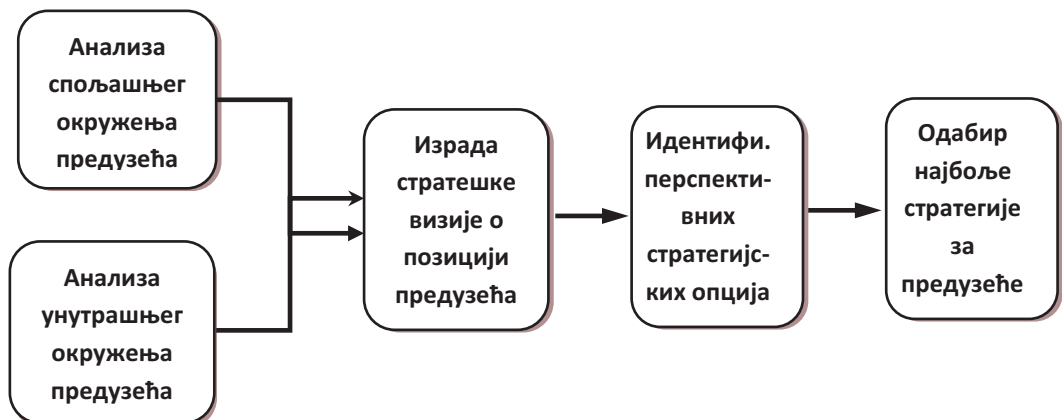 Анализа
спољашњег
окружења
предузећа
Анализа
унутрашњег
окружења
предузећа
Израда
стратешке
визије о
позицији
предузећа
Идентифи.
перспекти-
вних
стратегијс-
ких опција
Одабир
најбоље
стратегије
за
предузеће